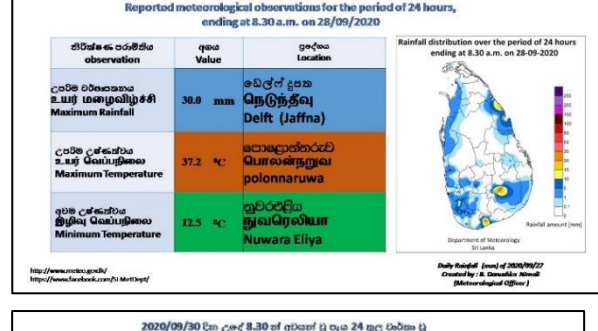 Reported meteorological observations for the period of 24 hours,
ending at 8.30 a.m. on 28/09/2020
නිරීක්ෂණ පරාමිතිය
observation
අගය
Value
ප්‍රදේශය
Location
උපරිම වර්ෂාපතනය
உயர் மழைவீழ்ச்சி
Maximum Rainfall
30.0 mm
ඩෙල්ෆ් දූපත
நெடுந்தீவு
Delft (Jaffna)
උපරිම උෂ්ණත්වය
உயர் வெப்பநிலை
Maximum Temperature
37.2 °C
පොළොන්නරුව
பொலன்நறுவ
polonnaruwa
අවම උෂ්ණත්වය
இழிவு வெப்பநிலை
Minimum Temperature
12.5 °C
නුවරඑළිය
நுவரெலியா
Nuwara Eliya
Rainfall distribution over the period of 24 hours
ending at 8.30 a.m. on 28-09-2020
Rainfall amount (mm)
Department of Meteorology
Sri Lanka
http://www.meteo.gov.lk/
https://www.facebook.com/SLMetDept/
Daily Rainfall (mm) of 2020/09/27
Created by : B. Danushka Nirmali
(Meteorological Officer)
2020/09/30 දින උදේ 8.30 න් අවසන් වූ පැය 24 තුල වාර්තා වූ